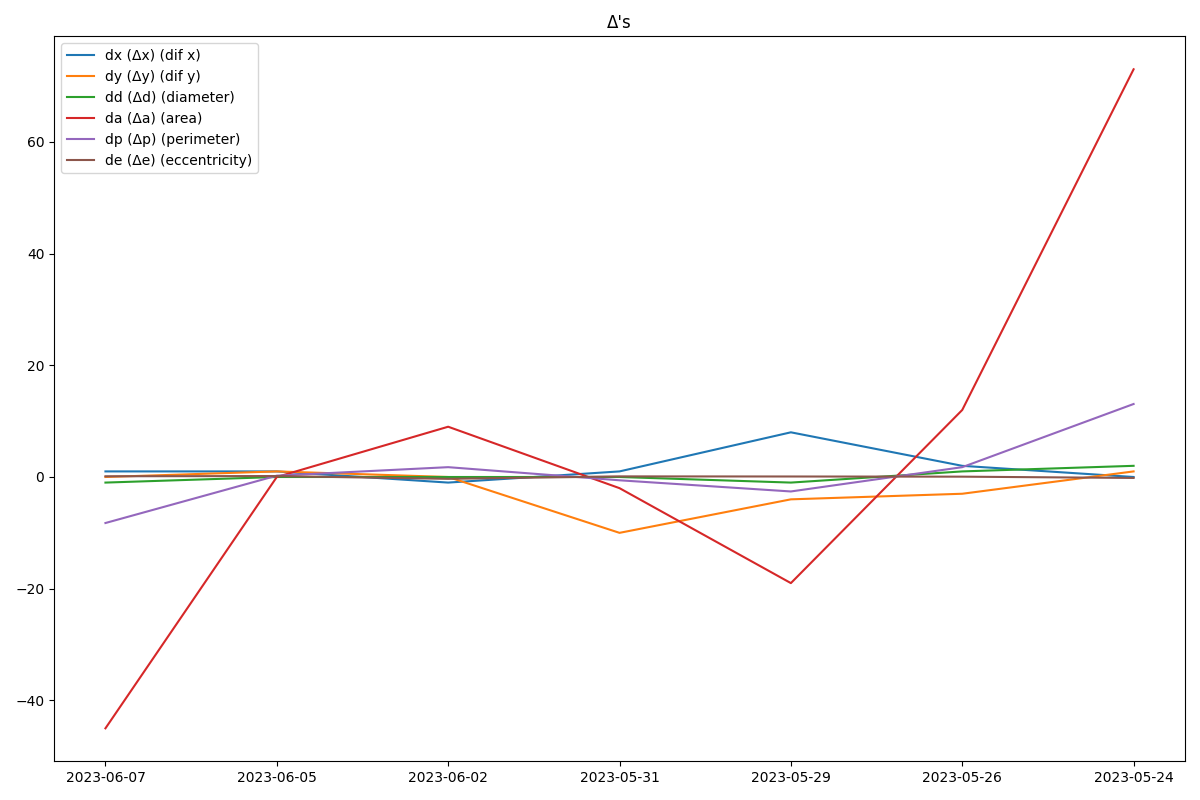 Δ's
dx (Δx) (dif x)
dy (Δy) (dif y)
dd (Δd) (diameter)
da (Δa) (area)
dp (Δp) (perimeter)
de (Δe) (eccentricity)
60
40
20
0
−20
−40
2023-06-07 2023-06-05 2023-06-02 2023-05-31 2023-05-29 2023-05-26 2023-05-24